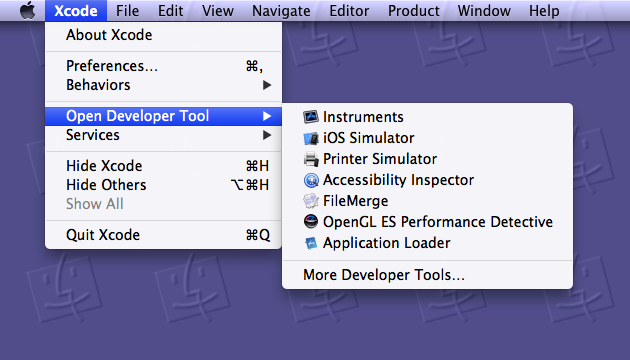 Xcode File Edit View Navigate Editor Product Window Help
About Xcode
Preferences... ⌘,
Behaviors
Open Developer Tool
Services
Hide Xcode ⌘H
Hide Others ⌥⌘H
Show All
Quit Xcode ⌘Q
Instruments
iOS Simulator
Printer Simulator
Accessibility Inspector
FileMerge
OpenGL ES Performance Detective
Application Loader
More Developer Tools...